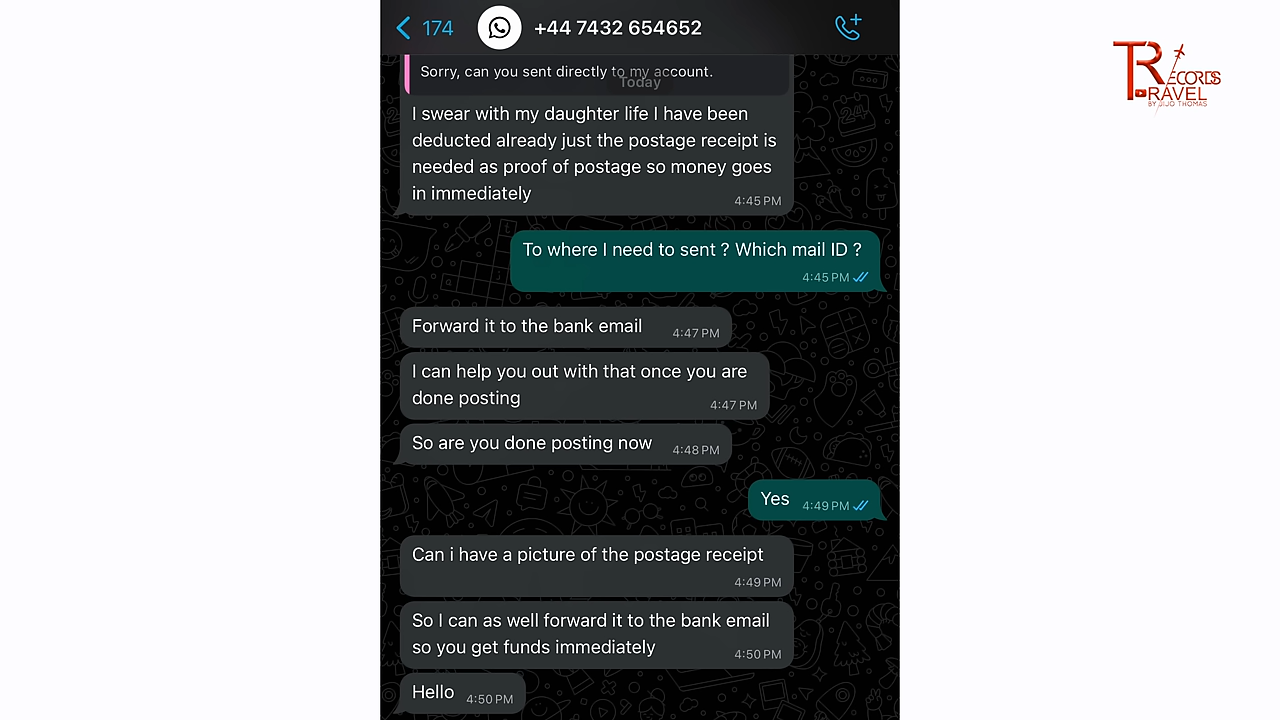 174
+44 7432 654652
Sorry, can you sent directly to my account.
Today
I swear with my daughter life I have been
deducted already just the postage receipt is
needed as proof of postage so money goes
in immediately
4:45 PM
To where I need to sent ? Which mail ID ?
4:45 PM
Forward it to the bank email 4:47 PM
I can help you out with that once you are
done posting
4:47 PM
So are you done posting now 4:48 PM
Yes 4:49 PM
Can i have a picture of the postage receipt
4:49 PM
So I can as well forward it to the bank email
so you get funds immediately
4:50 PM
Hello 4:50 PM
TRECORDS
RAVEL
BY JIJO THOMAS